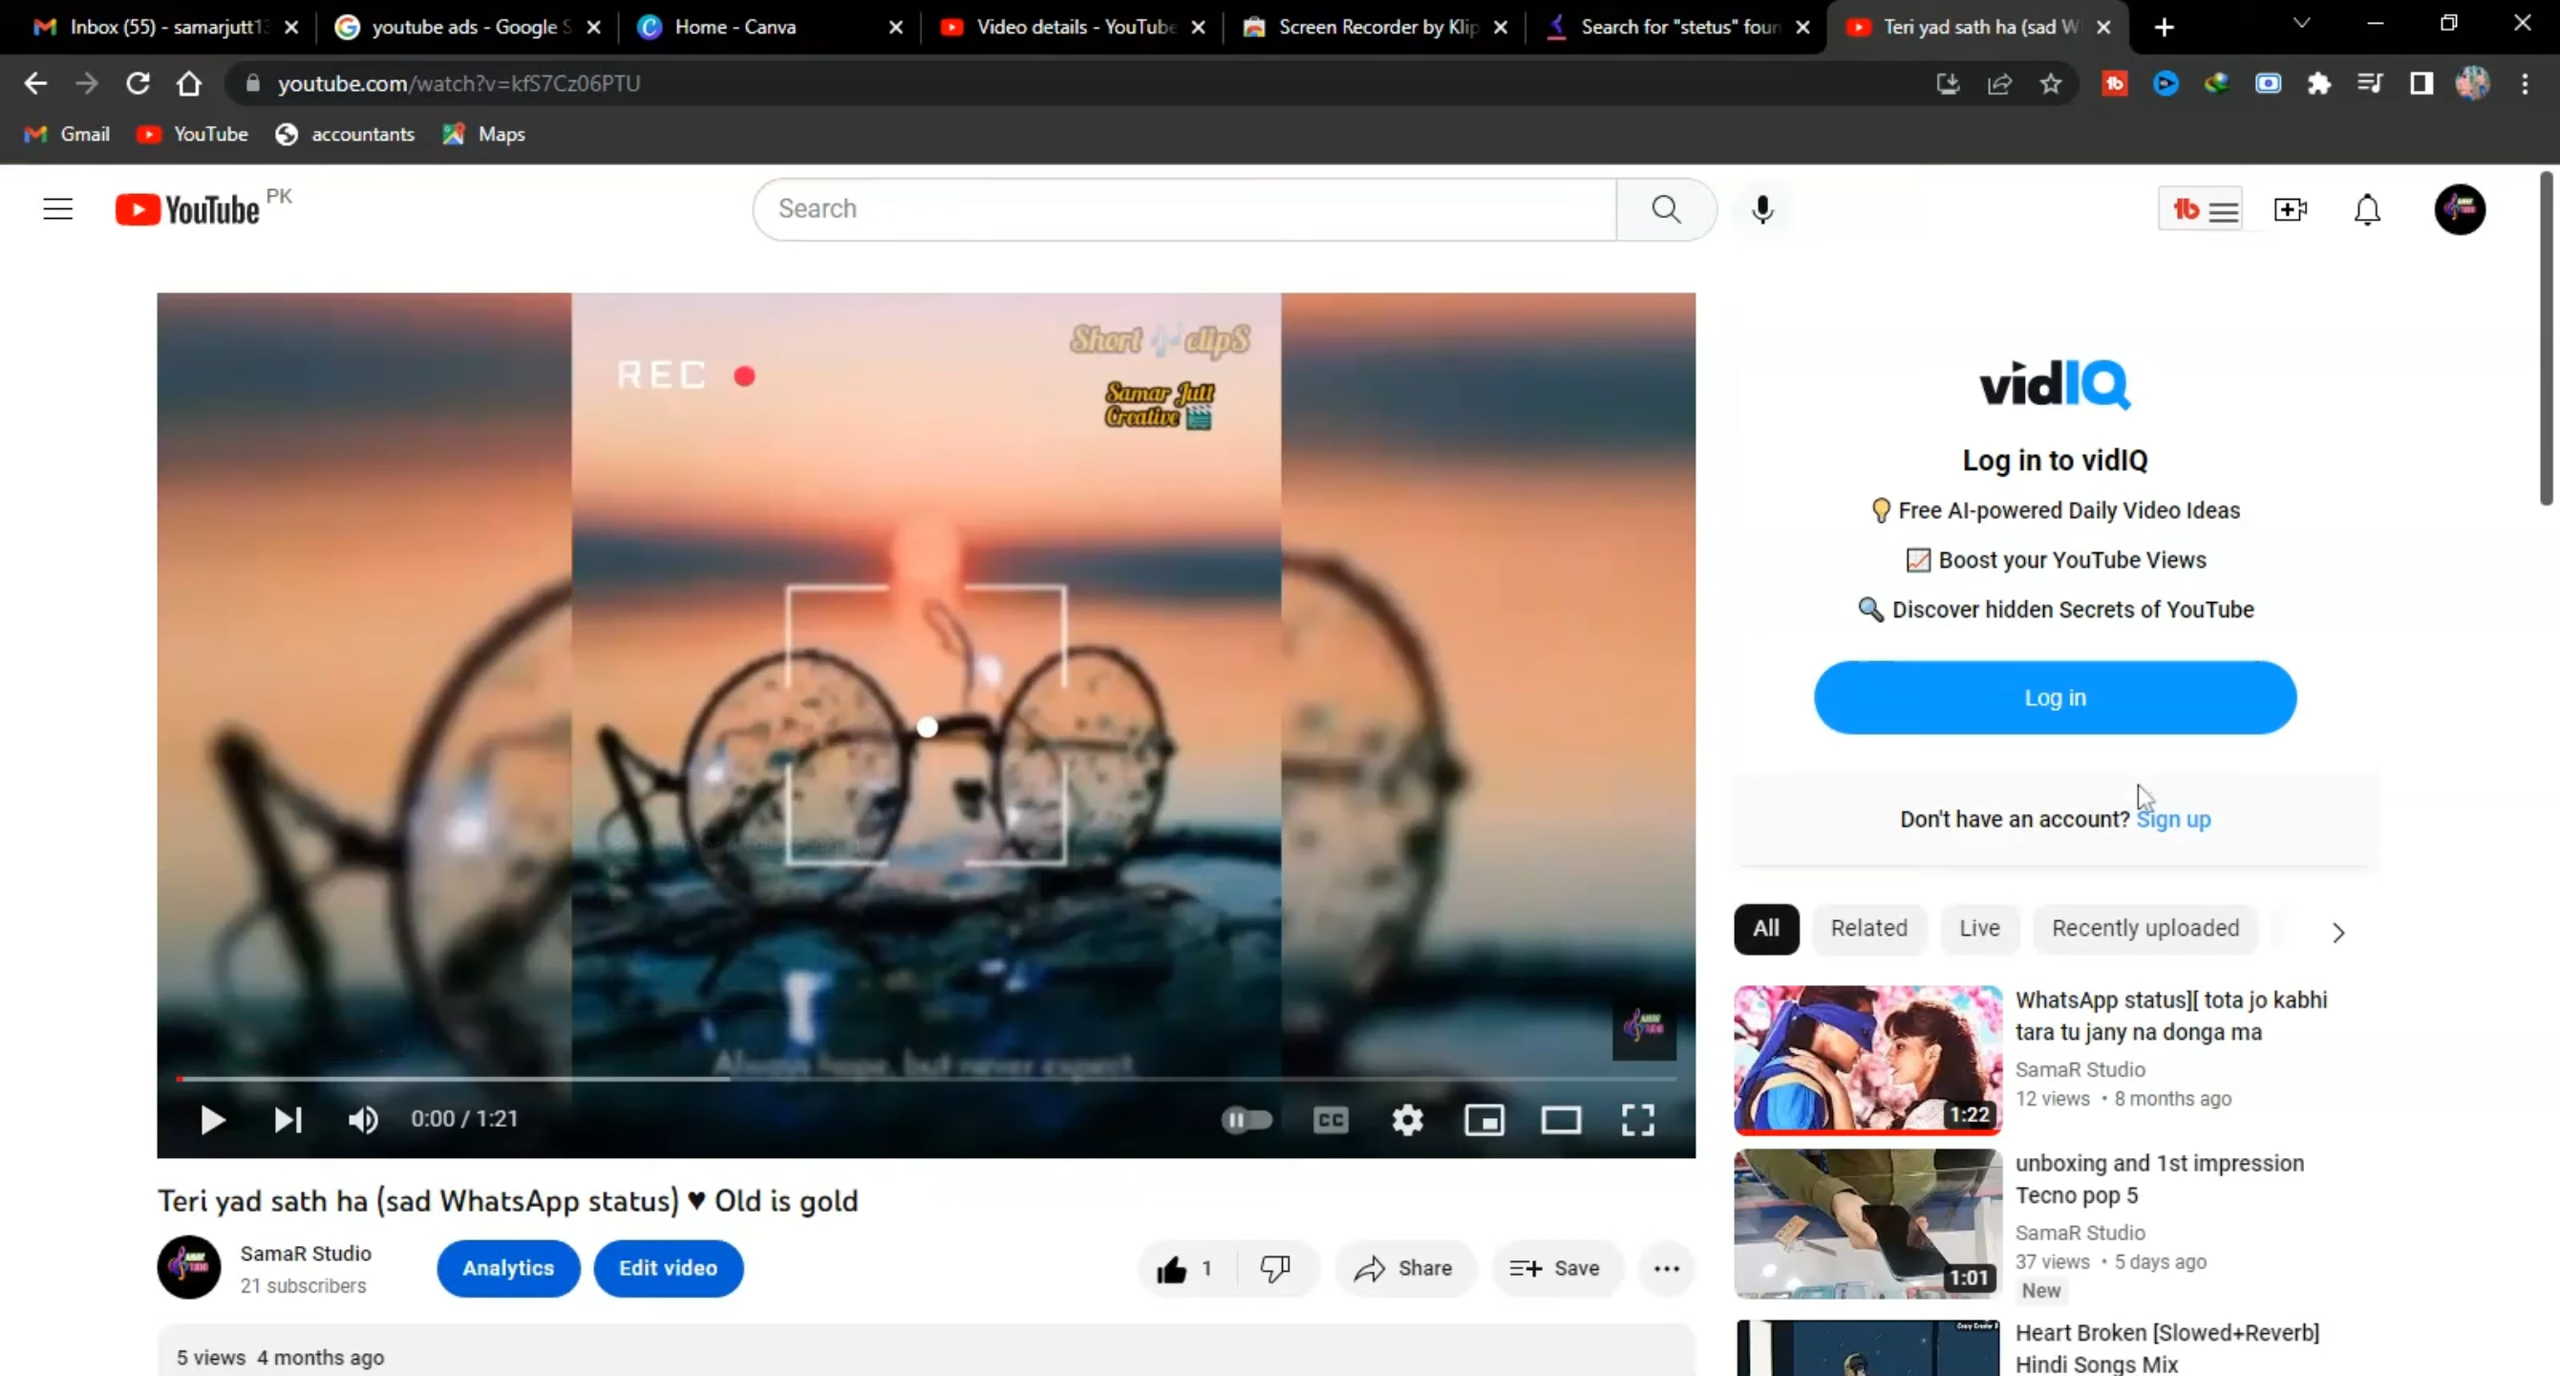 Inbox (55) - samarjutt13
youtube ads - Google S
Home - Canva
Video details - YouTube
Screen Recorder by Klip
Search for "stetus" foun
Teri yad sath ha (sad W
youtube.com/watch?v=kfS7Cz06PTU
Gmail
YouTube
accountants
Maps
YouTube PK
Search
REC
Short clipS
Samar Jutt
Creative
Always hope, but never expect
0:00 / 1:21
CC
Teri yad sath ha (sad WhatsApp status) ♥ Old is gold
SamaR Studio
21 subscribers
Analytics
Edit video
1
Share
Save
5 views 4 months ago
vidIQ
Log in to vidIQ
Free AI-powered Daily Video Ideas
Boost your YouTube Views
Discover hidden Secrets of YouTube
Log in
Don't have an account? Sign up
All
Related
Live
Recently uploaded
1:22
WhatsApp status][ tota jo kabhi
tara tu jany na donga ma
SamaR Studio
12 views • 8 months ago
1:01
unboxing and 1st impression
Tecno pop 5
SamaR Studio
37 views • 5 days ago
New
Heart Broken [Slowed+Reverb]
Hindi Songs Mix